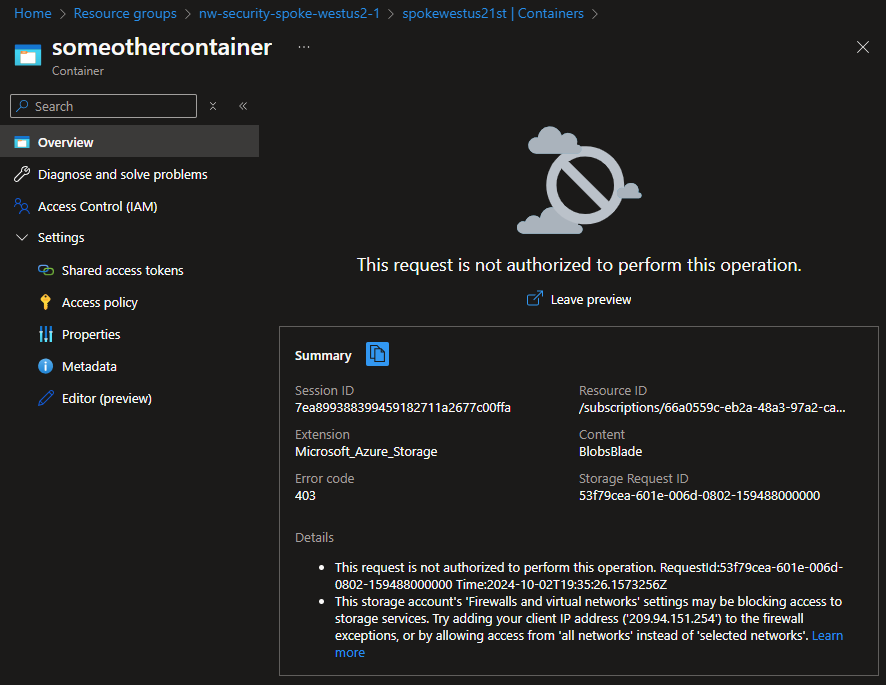 Home > Resource groups > nw-security-spoke-westus2-1 > spokewestus21st | Containers >
someothercontainer ...
Container
Search
Overview
Diagnose and solve problems
Access Control (IAM)
Settings
Shared access tokens
Access policy
Properties
Metadata
Editor (preview)
This request is not authorized to perform this operation.
Leave preview
Summary
Session ID
7ea899388399459182711a2677c00ffa
Resource ID
/subscriptions/66a0559c-eb2a-48a3-97a2-ca...
Extension
Microsoft_Azure_Storage
Content
BlobsBlade
Error code
403
Storage Request ID
53f79cea-601e-006d-0802-159488000000
Details
• This request is not authorized to perform this operation. RequestId:53f79cea-601e-006d-
0802-159488000000 Time:2024-10-02T19:35:26.1573256Z
• This storage account's 'Firewalls and virtual networks' settings may be blocking access to
storage services. Try adding your client IP address ('209.94.151.254') to the firewall
exceptions, or by allowing access from 'all networks' instead of 'selected networks'. Learn
more